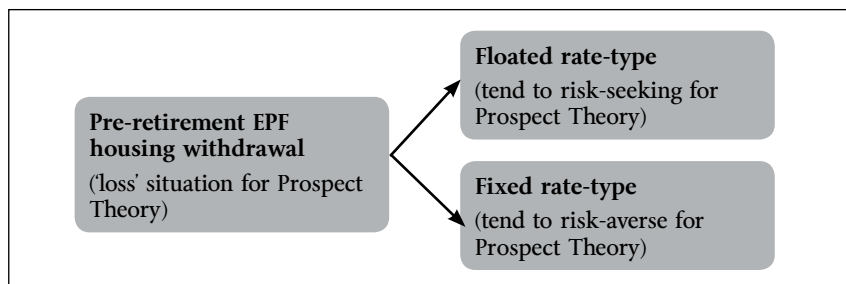 Pre-retirement EPF
housing withdrawal
(‘loss’ situation for Prospect
Theory)
Floated rate-type
(tend to risk-seeking for
Prospect Theory)
Fixed rate-type
(tend to risk-averse for
Prospect Theory)